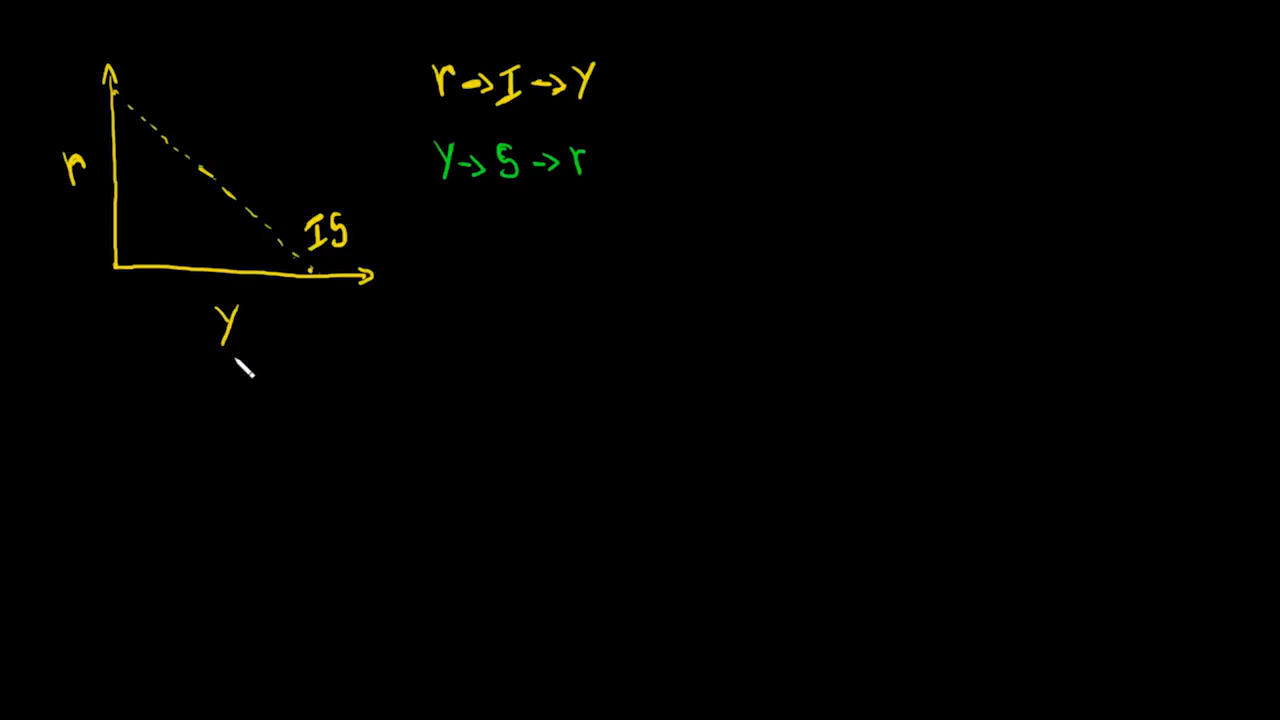 r → I → Y
Y → S → r
r
IS
Y